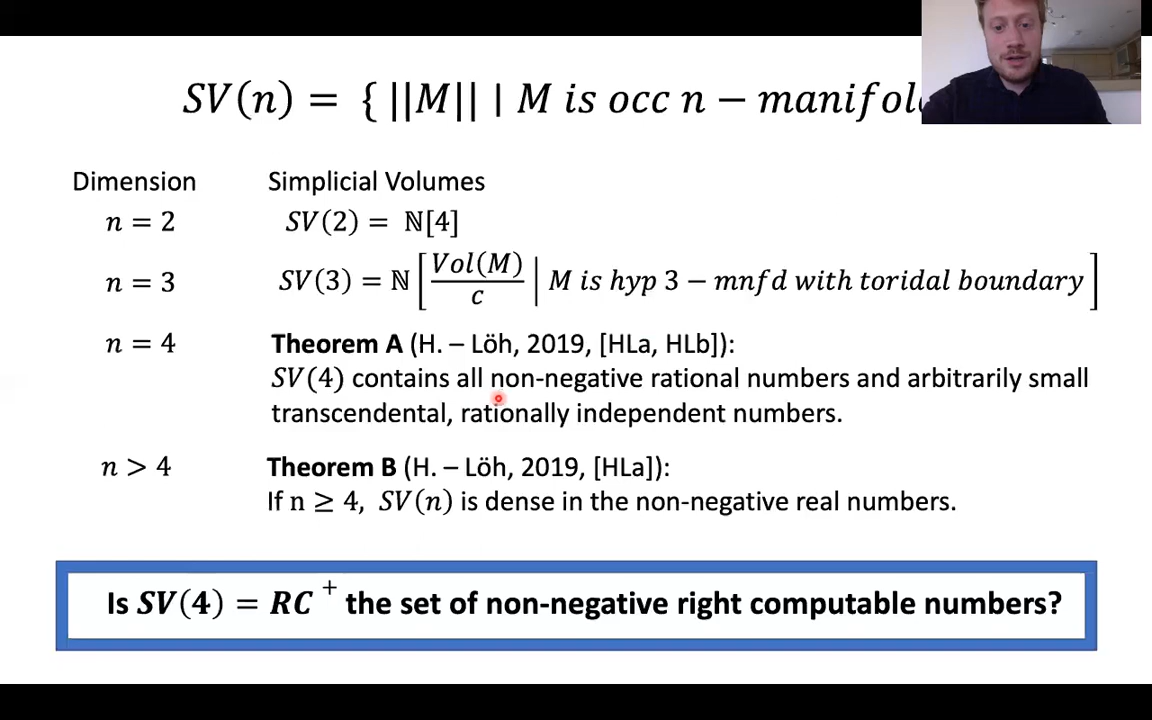 SV(n) = { ||M|| | M is occ n − manifol
Dimension Simplicial Volumes
n = 2 SV(2) = ℕ[4]
n = 3 SV(3) = ℕ [ Vol(M) / c | M is hyp 3 − mnfd with toridal boundary ]
n = 4 Theorem A (H. – Löh, 2019, [HLa, HLb]):
SV(4) contains all non-negative rational numbers and arbitrarily small
transcendental, rationally independent numbers.
n > 4 Theorem B (H. – Löh, 2019, [HLa]):
If n ≥ 4, SV(n) is dense in the non-negative real numbers.
Is SV(4) = RC⁺ the set of non-negative right computable numbers?